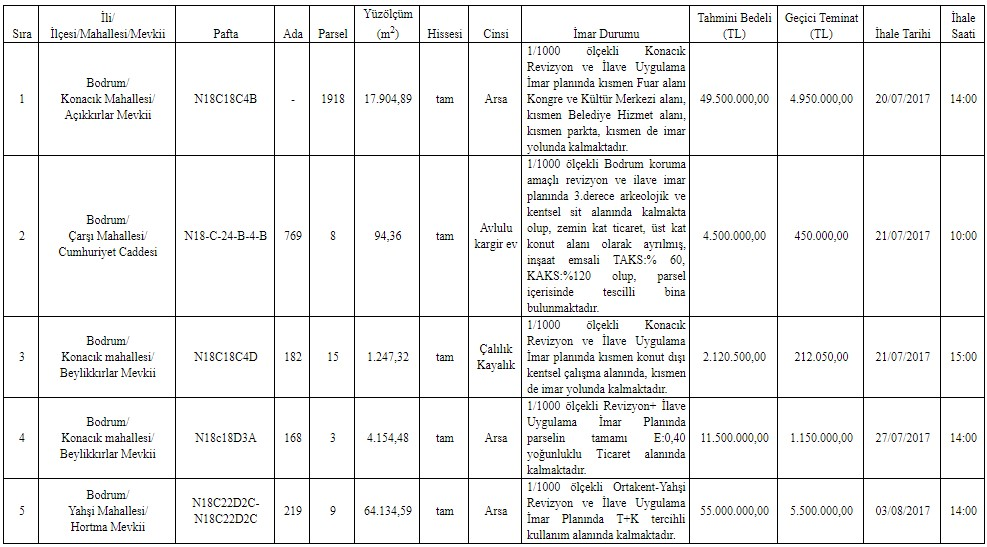 Sıra
İli/
İlçesi/Mahallesi/Mevkii
Pafta
Ada
Parsel
Yüzölçüm
(m²)
Hissesi
Cinsi
İmar Durumu
Tahmini Bedeli
(TL)
Geçici Teminat
(TL)
İhale Tarihi
İhale
Saati
1
Bodrum/
Konacık Mahallesi/
Açıkkırlar Mevkii
N18C18C4B
-
1918
17.904,89
tam
Arsa
1/1000 ölçekli Konacık
Revizyon ve İlave Uygulama
İmar planında kısmen Fuar alanı
Kongre ve Kültür Merkezi alanı,
kısmen Belediye Hizmet alanı,
kısmen parkta, kısmen de imar
yolunda kalmaktadır.
49.500.000,00
4.950.000,00
20/07/2017
14:00
2
Bodrum/
Çarşı Mahallesi/
Cumhuriyet Caddesi
N18-C-24-B-4-B
769
8
94,36
tam
Avlulu
kargir ev
1/1000 ölçekli Bodrum koruma
amaçlı revizyon ve ilave imar
planında 3.derece arkeolojik ve
kentsel sit alanında kalmakta
olup, zemin kat ticaret, üst kat
konut alanı olarak ayrılmış,
inşaat emsali TAKS:% 60,
KAKS:%120 olup, parsel
içerisinde tescilli bina
bulunmaktadır.
4.500.000,00
450.000,00
21/07/2017
10:00
3
Bodrum/
Konacık mahallesi/
Beylikkırlar Mevkii
N18C18C4D
182
15
1.247,32
tam
Çalılık
Kayalık
1/1000 ölçekli Konacık
Revizyon ve İlave Uygulama
İmar planında kısmen konut dışı
kentsel çalışma alanında, kısmen
de imar yolunda kalmaktadır.
2.120.500,00
212.050,00
21/07/2017
15:00
4
Bodrum/
Konacık mahallesi/
Beylikkırlar Mevkii
N18c18D3A
168
3
4.154,48
tam
Arsa
1/1000 ölçekli Revizyon+ İlave
Uygulama İmar Planında
parselin tamamı E:0,40
yoğunluklu Ticaret alanında
kalmaktadır.
11.500.000,00
1.150.000,00
27/07/2017
14:00
5
Bodrum/
Yahşi Mahallesi/
Hortma Mevkii
N18C22D2C-
N18C22D2C
219
9
64.134,59
tam
Arsa
1/1000 ölçekli Ortakent-Yahşi
Revizyon ve İlave Uygulama
İmar Planında T+K tercihli
kullanım alanında kalmaktadır.
55.000.000,00
5.500.000,00
03/08/2017
14:00